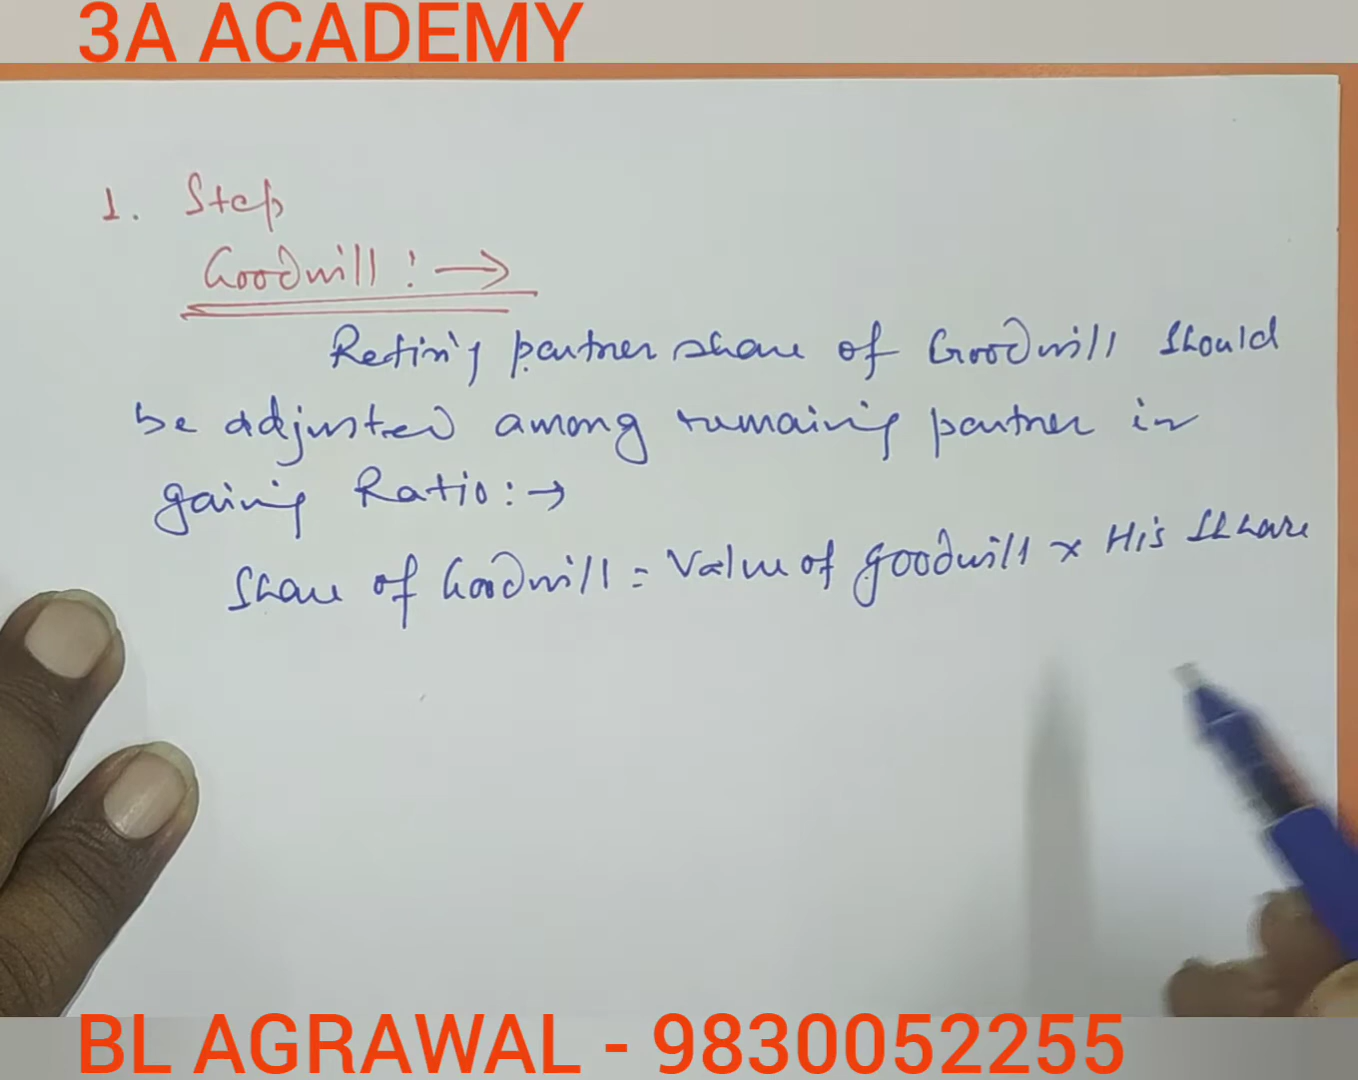 3A ACADEMY
1. Step
Goodwill : →
Retiring partner share of Goodwill should
be adjusted among remaining partner in
gaining Ratio : →
Share of Goodwill = Value of goodwill × His Share
BL AGRAWAL - 9830052255